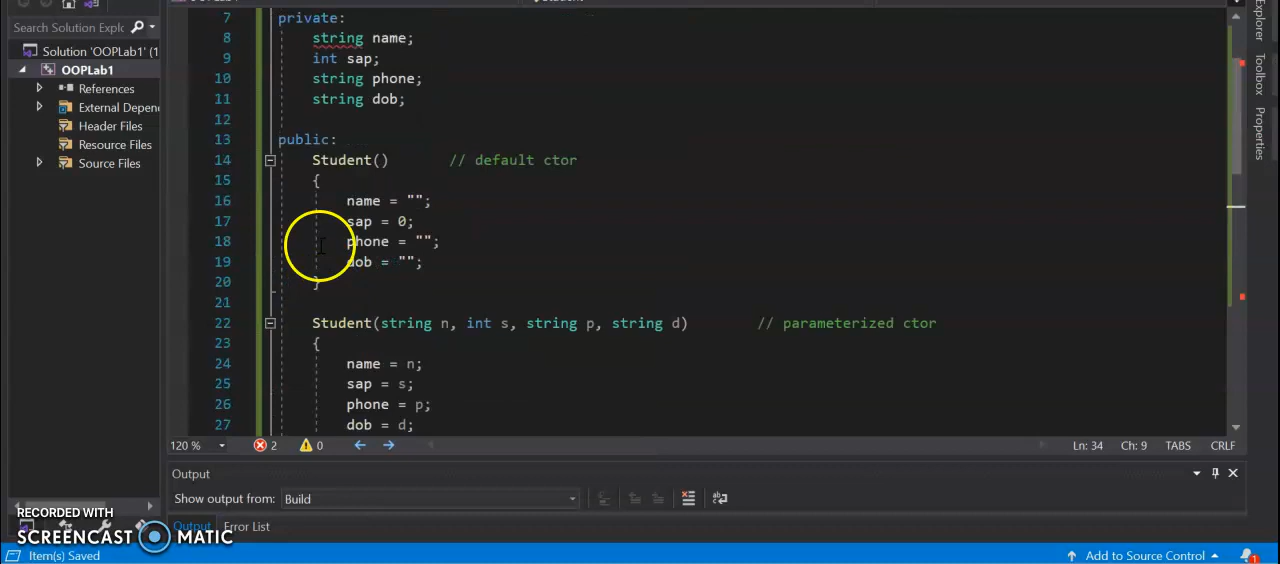 Search Solution Explo
Solution 'OOPLab1' (1
OOPLab1
References
External Depen
Header Files
Resource Files
Source Files
7 private:
8 string name;
9 int sap;
10 string phone;
11 string dob;
12
13 public:
14 Student() // default ctor
15 {
16 name = "";
17 sap = 0;
18 phone = "";
19 dob = "";
20 }
21
22 Student(string n, int s, string p, string d) // parameterized ctor
23 {
24 name = n;
25 sap = s;
26 phone = p;
27 dob = d;
Explorer
Toolbox
Properties
120 % 2 0 Ln: 34 Ch: 9 TABS CRLF
Output
Show output from: Build
Output Error List
RECORDED WITH
SCREENCAST MATIC
Item(s) Saved Add to Source Control 1